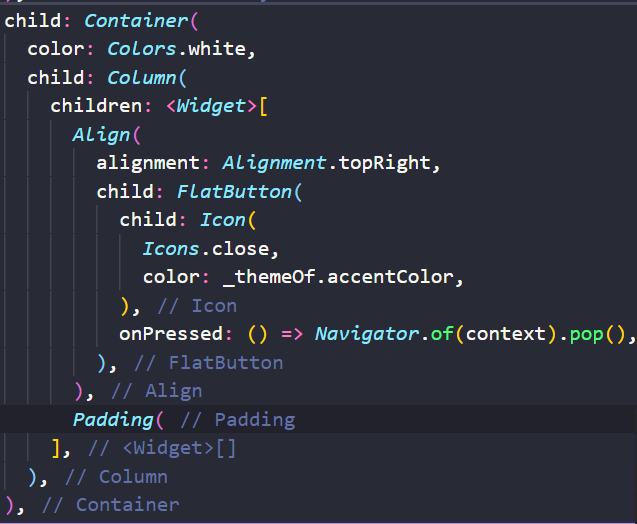 child: Container(
color: Colors.white,
child: Column(
children: <Widget>[
Align(
alignment: Alignment.topRight,
child: FlatButton(
child: Icon(
Icons.close,
color: _themeOf.accentColor,
), // Icon
onPressed: () => Navigator.of(context).pop(),
), // FlatButton
), // Align
Padding( // Padding
], // <Widget>[]
), // Column
), // Container